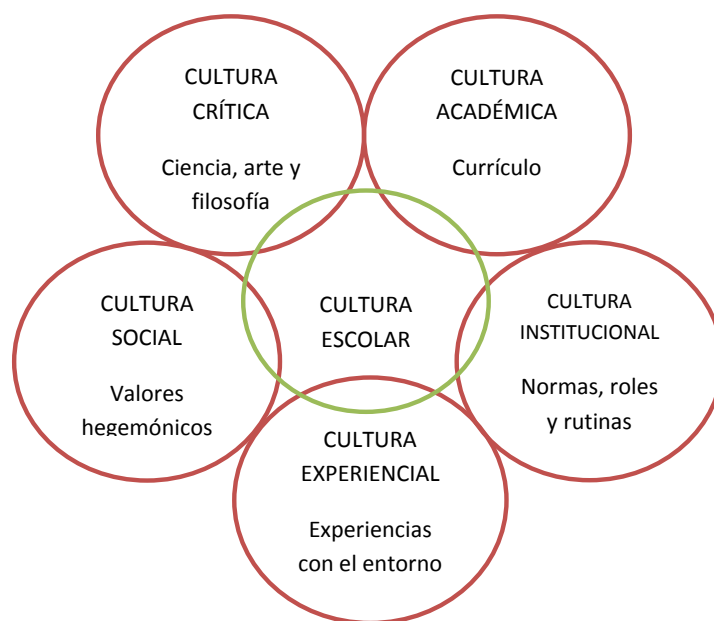 CULTURA
CRÍTICA
Ciencia, arte y
filosofía
CULTURA
ACADÉMICA
Currículo
CULTURA
SOCIAL
Valores
hegemónicos
CULTURA
ESCOLAR
CULTURA
INSTITUCIONAL
Normas, roles
y rutinas
CULTURA
EXPERIENCIAL
Experiencias
con el entorno